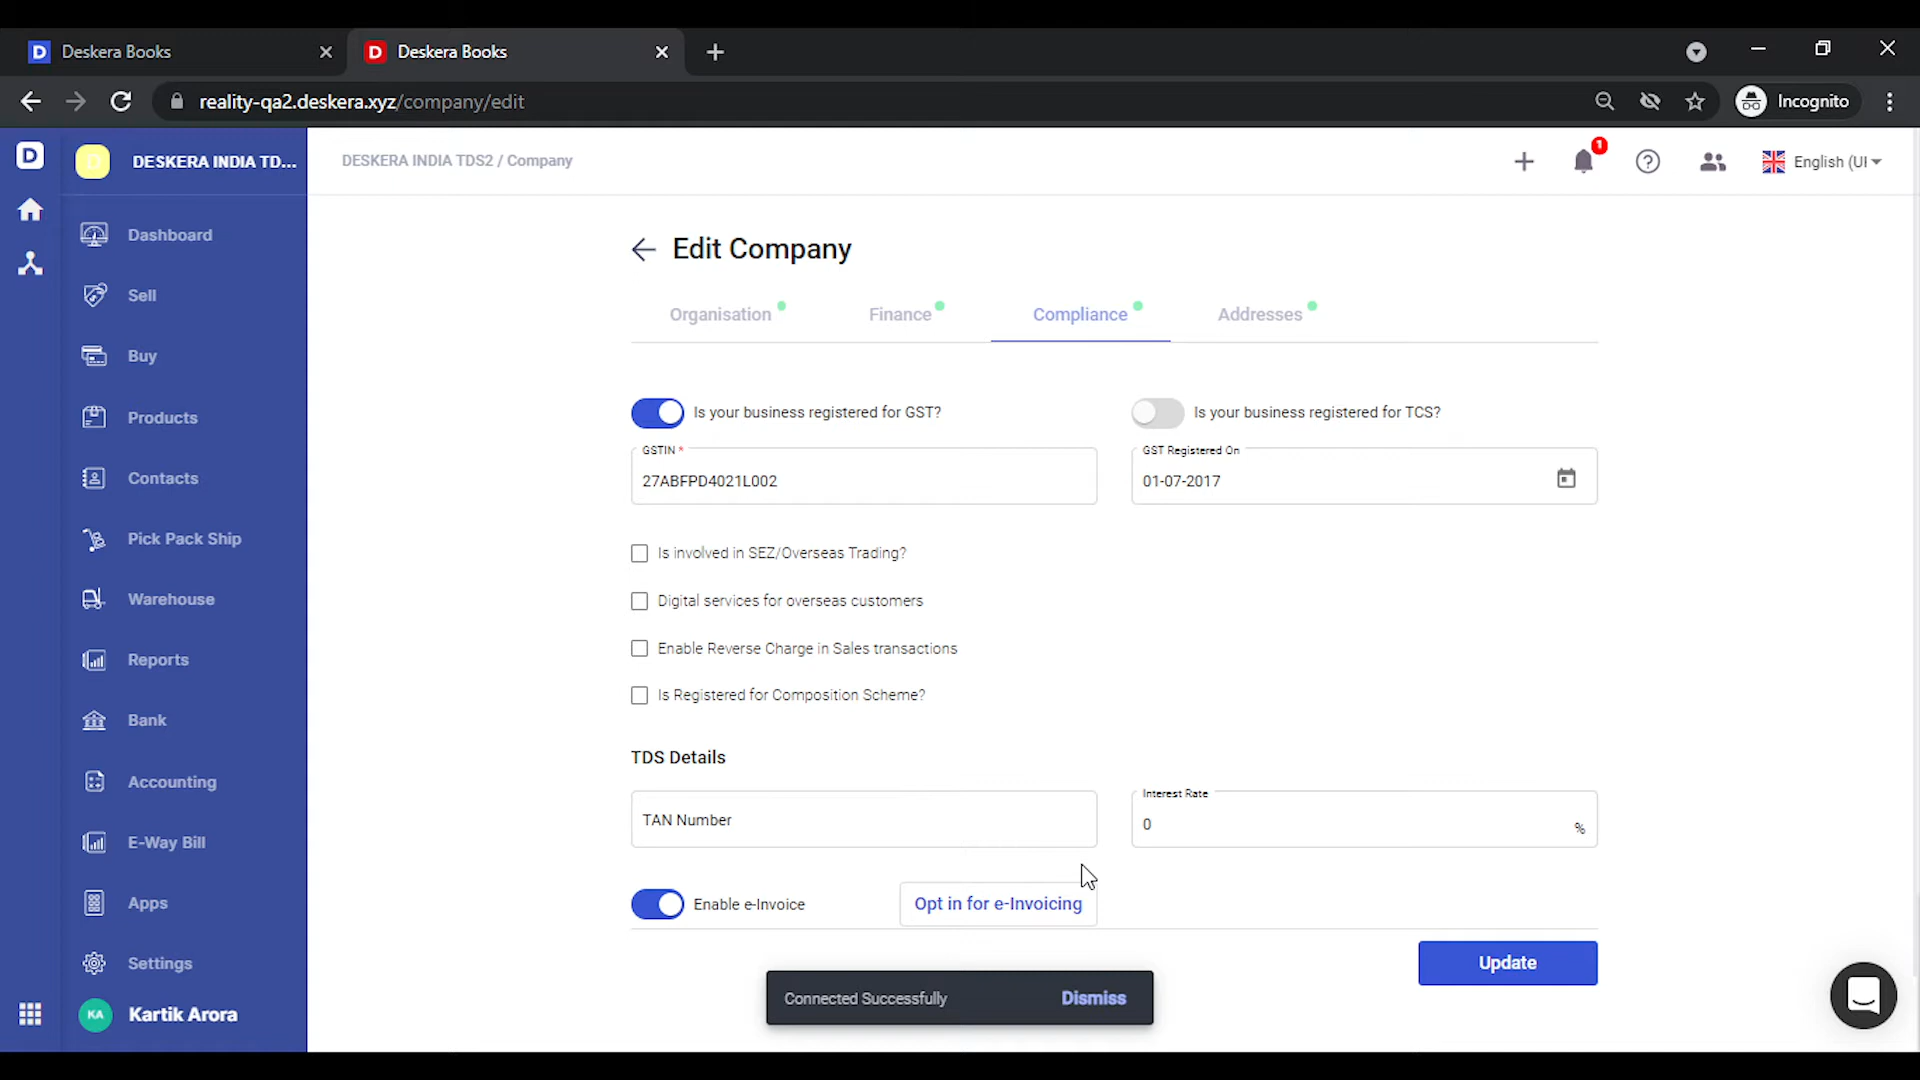 Deskera Books
Deskera Books
reality-qa2.deskera.xyz/company/edit
Incognito
DESKERA INDIA TD...
DESKERA INDIA TDS2 / Company
1
English (UI
Dashboard
Sell
Buy
Products
Contacts
Pick Pack Ship
Warehouse
Reports
Bank
Accounting
E-Way Bill
Apps
Settings
KA
Kartik Arora
Edit Company
Organisation
Finance
Compliance
Addresses
Is your business registered for GST?
Is your business registered for TCS?
GSTIN *
27ABFPD4021L002
GST Registered On
01-07-2017
Is involved in SEZ/Overseas Trading?
Digital services for overseas customers
Enable Reverse Charge in Sales transactions
Is Registered for Composition Scheme?
TDS Details
TAN Number
Interest Rate
0
%
Enable e-Invoice
Opt in for e-Invoicing
Update
Connected Successfully
Dismiss